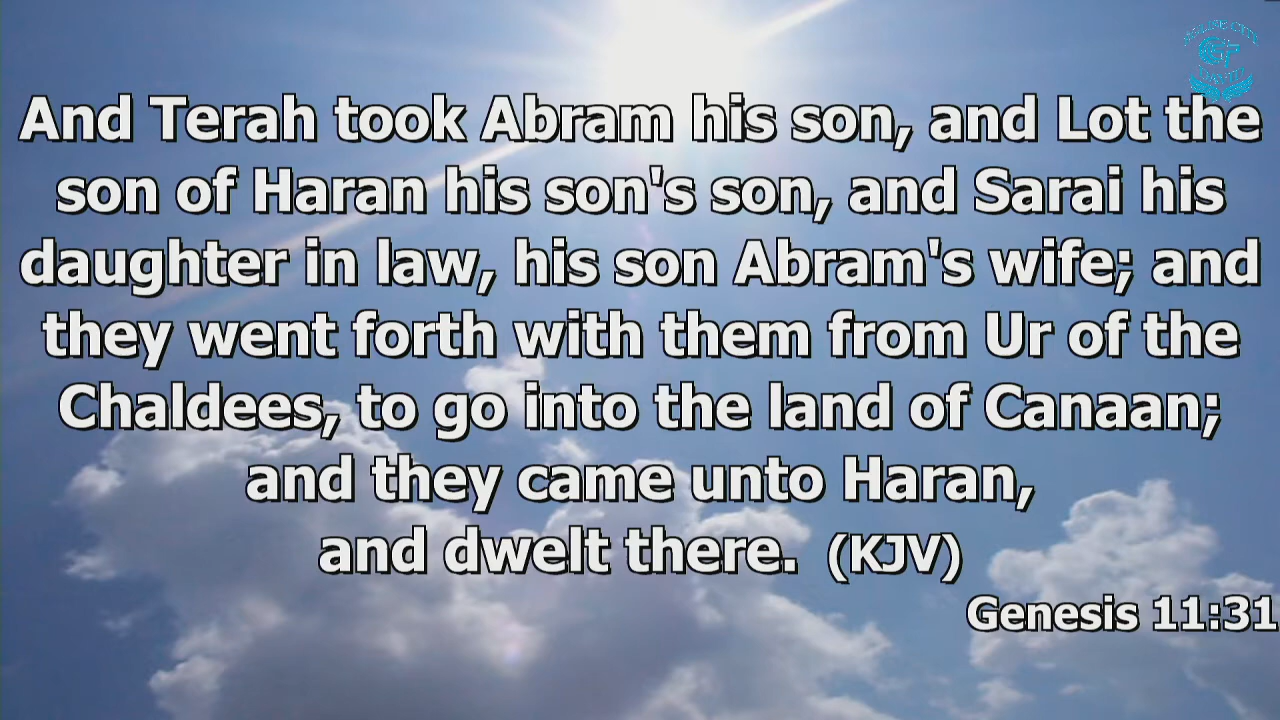 And Terah took Abram his son, and Lot the
son of Haran his son's son, and Sarai his
daughter in law, his son Abram's wife; and
they went forth with them from Ur of the
Chaldees, to go into the land of Canaan;
and they came unto Haran,
and dwelt there. (KJV)
Genesis 11:31